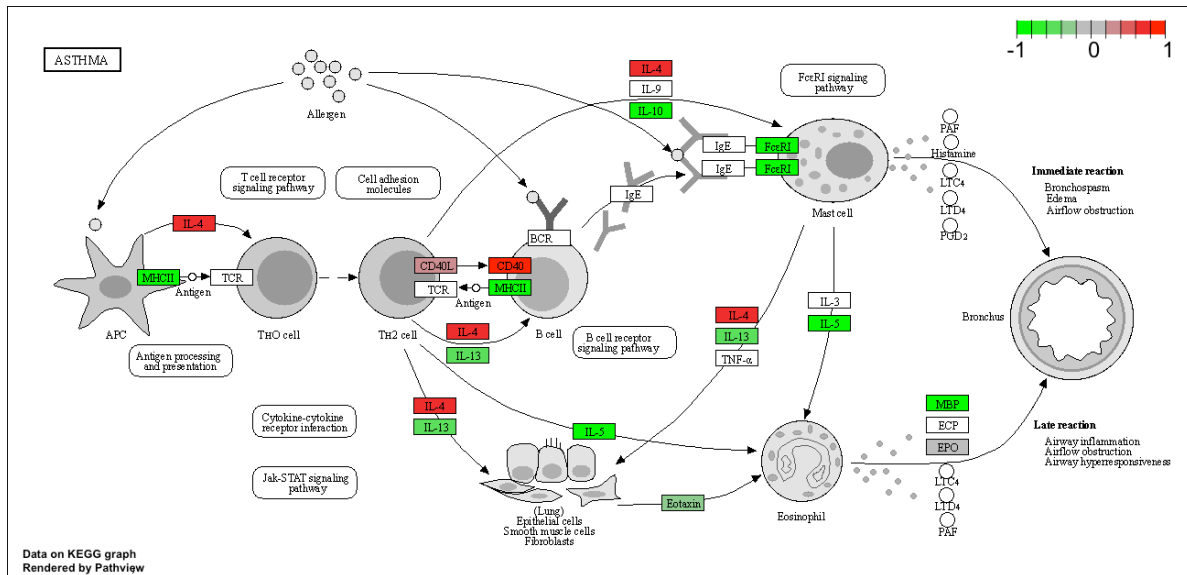 -1
0
1
ASTHMA
Allergen
IL-4
IL-9
IL-10
FcεRI signaling
pathway
T cell receptor
signaling pathway
Cell adhesion
molecules
IgE
FcεRI
IgE
FcεRI
IgE
Mast cell
PAF
Histamine
LTC4
LTD4
PGD2
Immediate reaction
Bronchospasm
Edema
Airflow obstruction
IL-4
MHCII
TCR
Antigen
APC
TH0 cell
CD40L
CD40
TCR
MHCII
Antigen
BCR
TH2 cell
B cell
IL-4
IL-13
Antigen processing
and presentation
B cell receptor
signaling pathway
IL-4
IL-13
TNF-α
IL-3
IL-5
Bronchus
Cytokine-cytokine
receptor interaction
IL-4
IL-13
IL-5
Jak-STAT signaling
pathway
(Lung)
Epithelial cells
Smooth muscle cells
Fibroblasts
Eotaxin
Eosinophil
MBP
ECP
EPO
LTC4
LTD4
PAF
Late reaction
Airway inflammation
Airflow obstruction
Airway hyperresponsiveness
Data on KEGG graph
Rendered by Pathview